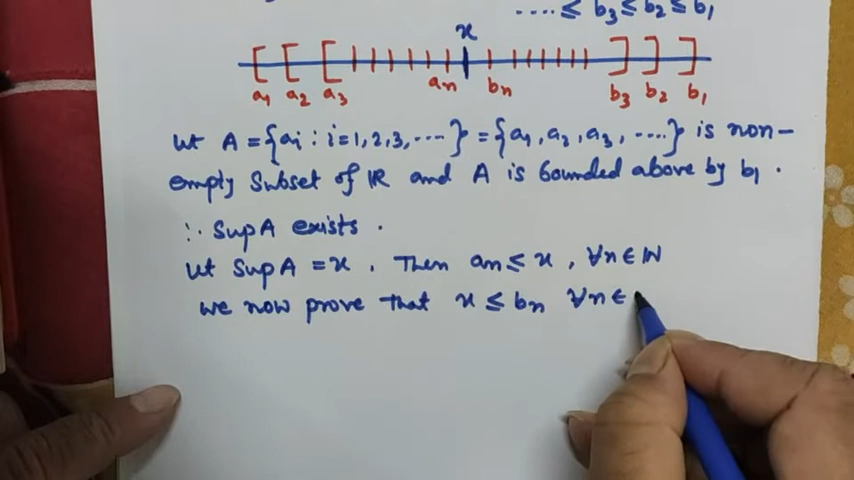 ....≤ b₃ ≤ b₂ ≤ b₁
x
a₁ a₂ a₃ aₙ bₙ b₃ b₂ b₁
Let A = {aᵢ : i=1,2,3,....} = {a₁, a₂, a₃, ....} is non-
empty Subset of ℝ and A is bounded above by b₁ .
∴ Sup A exists .
Let Sup A = x . Then aₙ ≤ x , ∀n ∈ ℕ
we now prove that x ≤ bₙ ∀n ∈